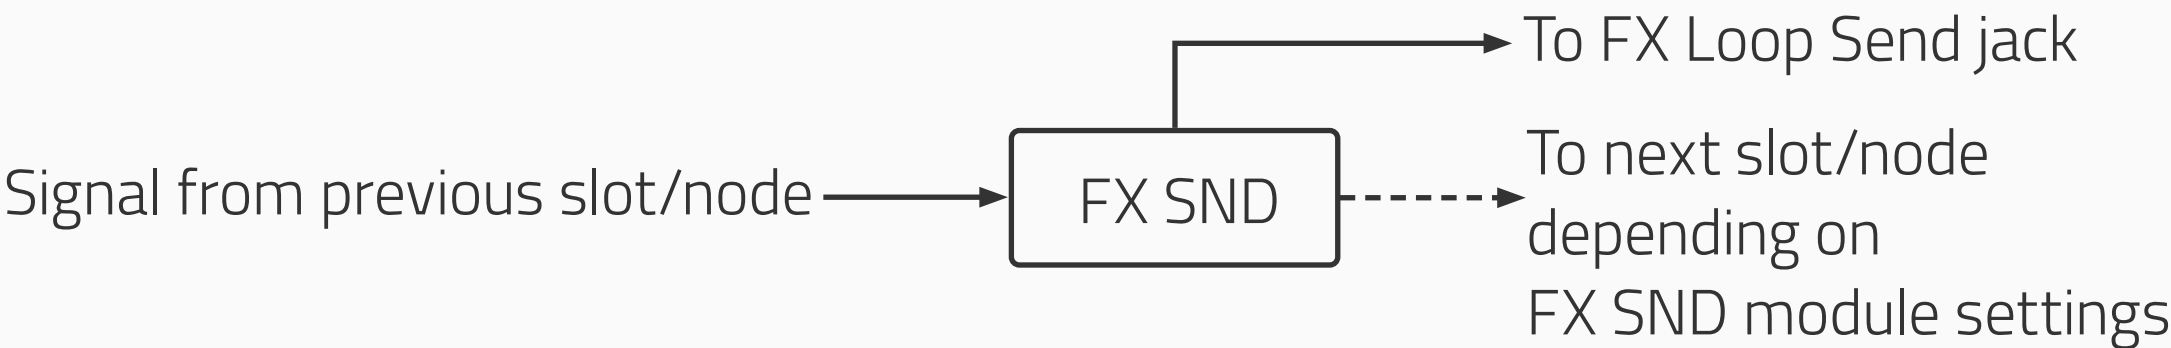 To FX Loop Send jack
Signal from previous slot/node
FX SND
To next slot/node
depending on
FX SND module settings